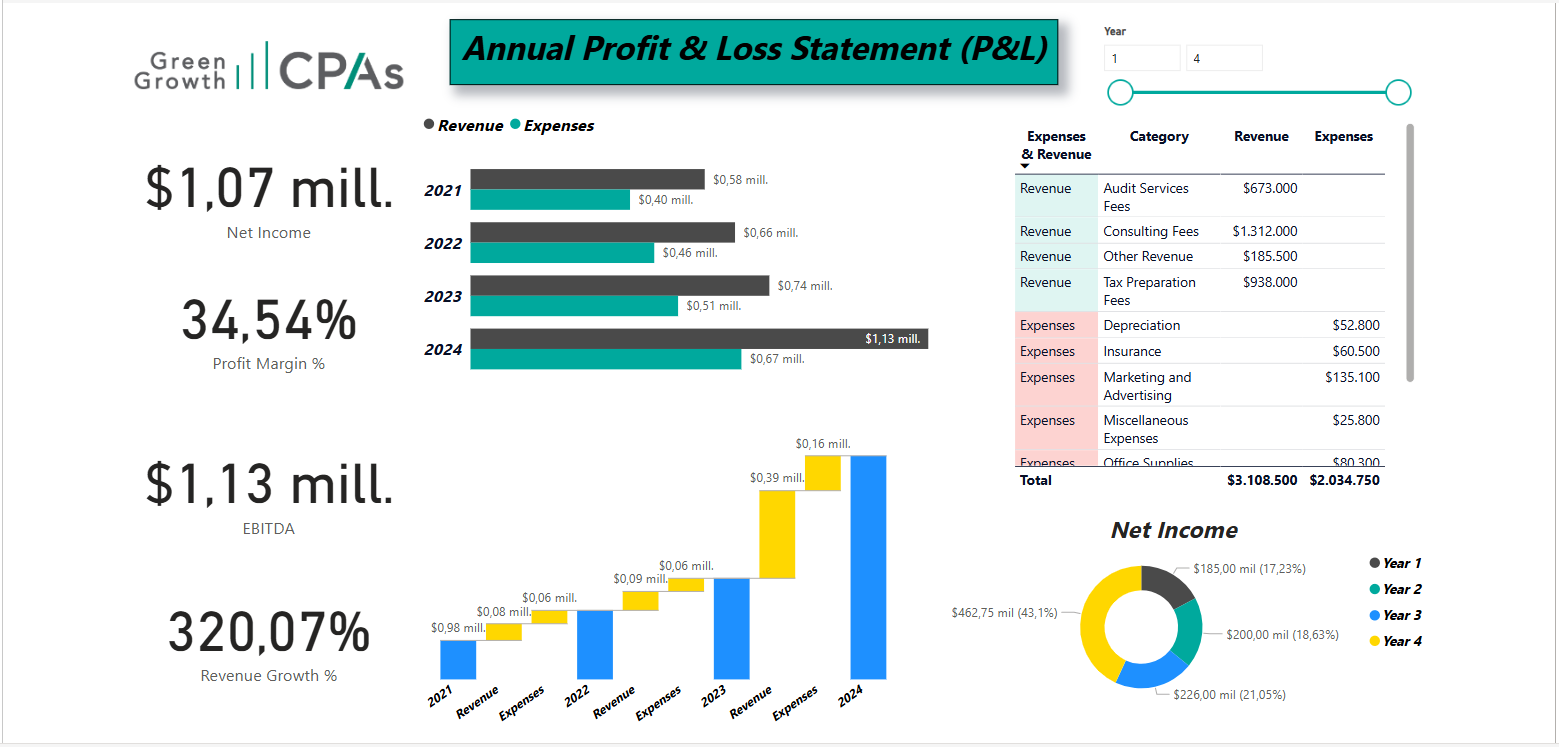 Green
Growth
CPAs
Annual Profit & Loss Statement (P&L)
Year
1 4
$1,07 mill.
Net Income
34,54%
Profit Margin %
$1,13 mill.
EBITDA
320,07%
Revenue Growth %
Revenue Expenses
2021 $0,58 mill.
$0,40 mill.
2022 $0,66 mill.
$0,46 mill.
2023 $0,74 mill.
$0,51 mill.
2024 $1,13 mill.
$0,67 mill.
$0,98 mill.
$0,08 mill.
$0,06 mill.
$0,09 mill.
$0,06 mill.
$0,39 mill.
$0,16 mill.
2021 Revenue Expenses 2022 Revenue Expenses 2023 Revenue Expenses 2024
Expenses
& Revenue
Category Revenue Expenses
Revenue Audit Services $673.000
Fees
Revenue Consulting Fees $1.312.000
Revenue Other Revenue $185.500
Revenue Tax Preparation $938.000
Fees
Expenses Depreciation $52.800
Expenses Insurance $60.500
Expenses Marketing and $135.100
Advertising
Expenses Miscellaneous $25.800
Expenses
Expenses Office Supplies $80.300
Total $3.108.500 $2.034.750
Net Income
$185,00 mil (17,23%)
$200,00 mil (18,63%)
$226,00 mil (21,05%)
$462,75 mil (43,1%)
Year 1
Year 2
Year 3
Year 4